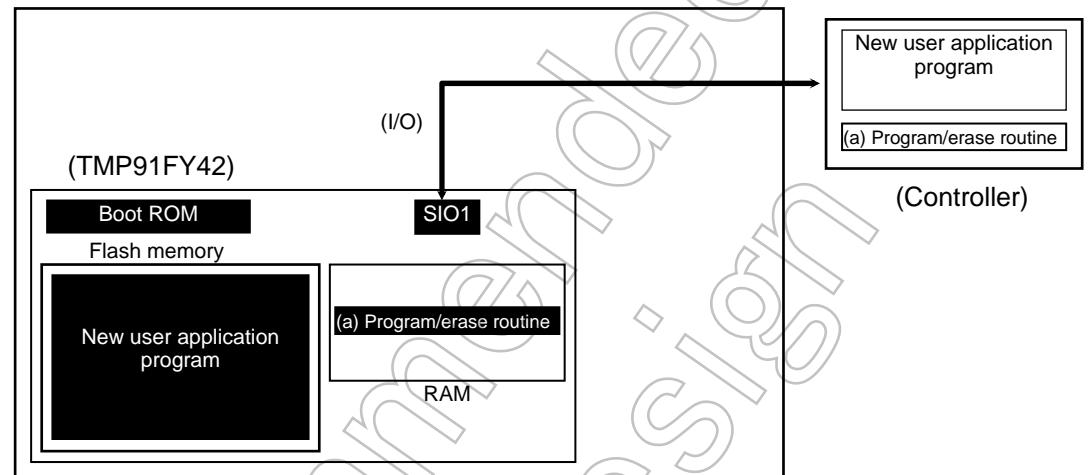 New user application
program
(I/O)
(a) Program/erase routine
(TMP91FY42)
(Controller)
Boot ROM
SIO1
Flash memory
New user application
program
(a) Program/erase routine
RAM